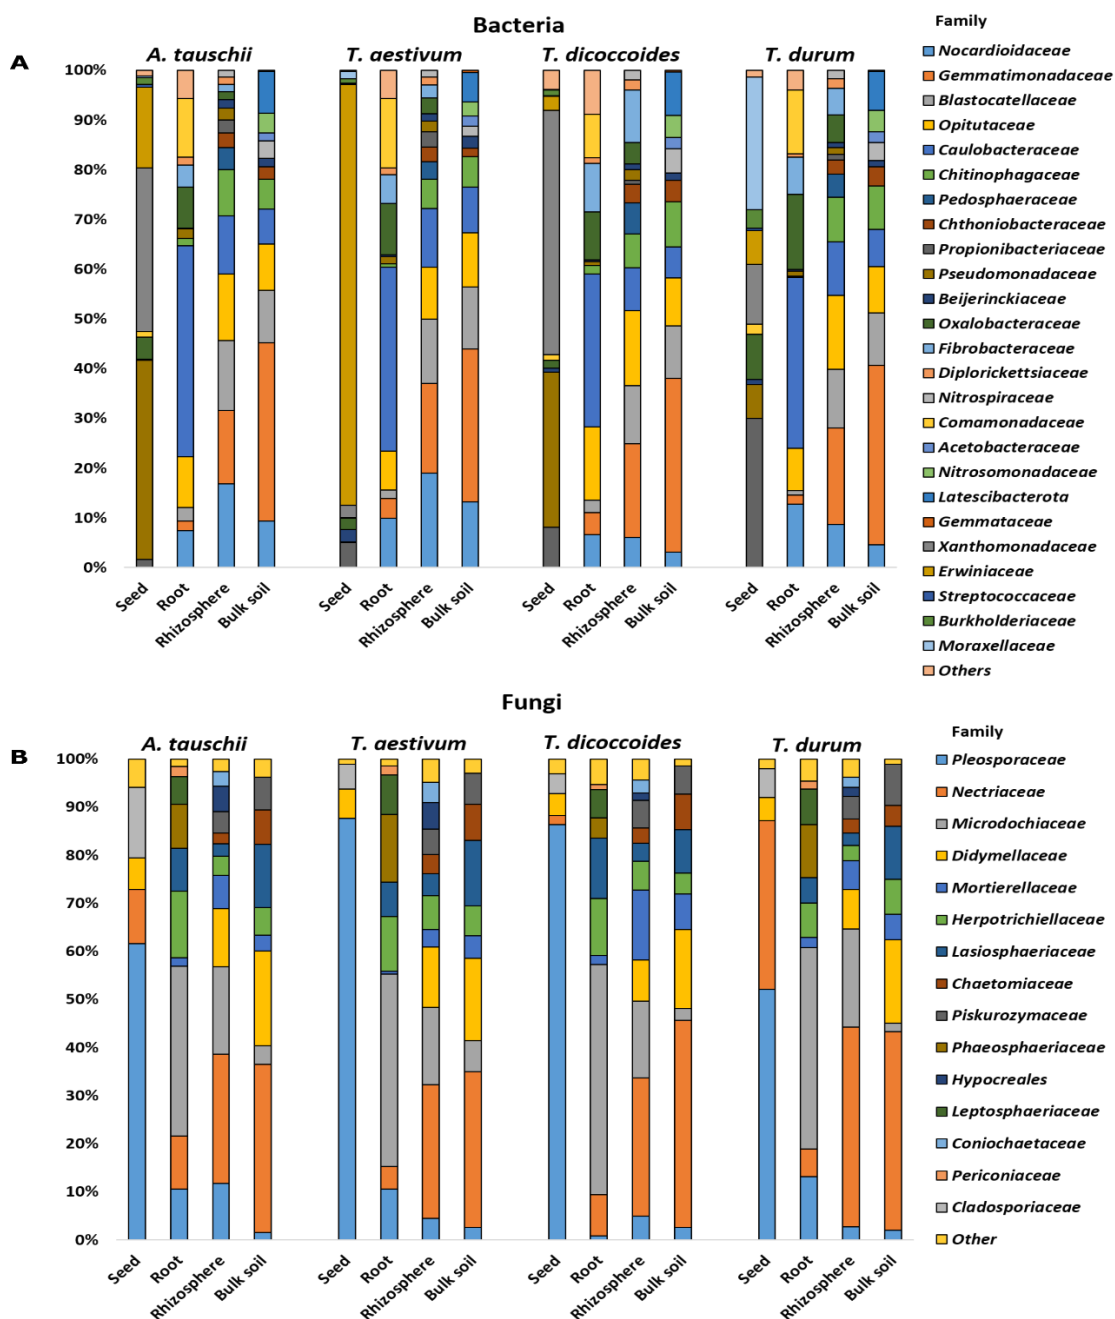 Bacteria
A
A. tauschii
T. aestivum
T. dicoccoides
T. durum
100%
90%
80%
70%
60%
50%
40%
30%
20%
10%
0%
Seed
Root
Rhizosphere
Bulk soil
Seed
Root
Rhizosphere
Bulk soil
Seed
Root
Rhizosphere
Bulk soil
Seed
Root
Rhizosphere
Bulk soil
Family
Nocardioidaceae
Gemmatimonadaceae
Blastocatellaceae
Opitutaceae
Caulobacteraceae
Chitinophagaceae
Pedosphaeraceae
Chthoniobacteraceae
Propionibacteriaceae
Pseudomonadaceae
Beijerinckiaceae
Oxalobacteraceae
Fibrobacteraceae
Diplorickettsiaceae
Nitrospiraceae
Comamonadaceae
Acetobacteraceae
Nitrosomonadaceae
Latescibacterota
Gemmataceae
Xanthomonadaceae
Erwiniaceae
Streptococcaceae
Burkholderiaceae
Moraxellaceae
Others
Fungi
B
A. tauschii
T. aestivum
T. dicoccoides
T. durum
100%
90%
80%
70%
60%
50%
40%
30%
20%
10%
0%
Seed
Root
Rhizosphere
Bulk soil
Seed
Root
Rhizosphere
Bulk soil
Seed
Root
Rhizosphere
Bulk soil
Seed
Root
Rhizosphere
Bulk soil
Family
Pleosporaceae
Nectriaceae
Microdochiaceae
Didymellaceae
Mortierellaceae
Herpotrichiellaceae
Lasiosphaeriaceae
Chaetomiaceae
Piskurozymaceae
Phaeosphaeriaceae
Hypocreales
Leptosphaeriaceae
Coniochaetaceae
Periconiaceae
Cladosporiaceae
Other